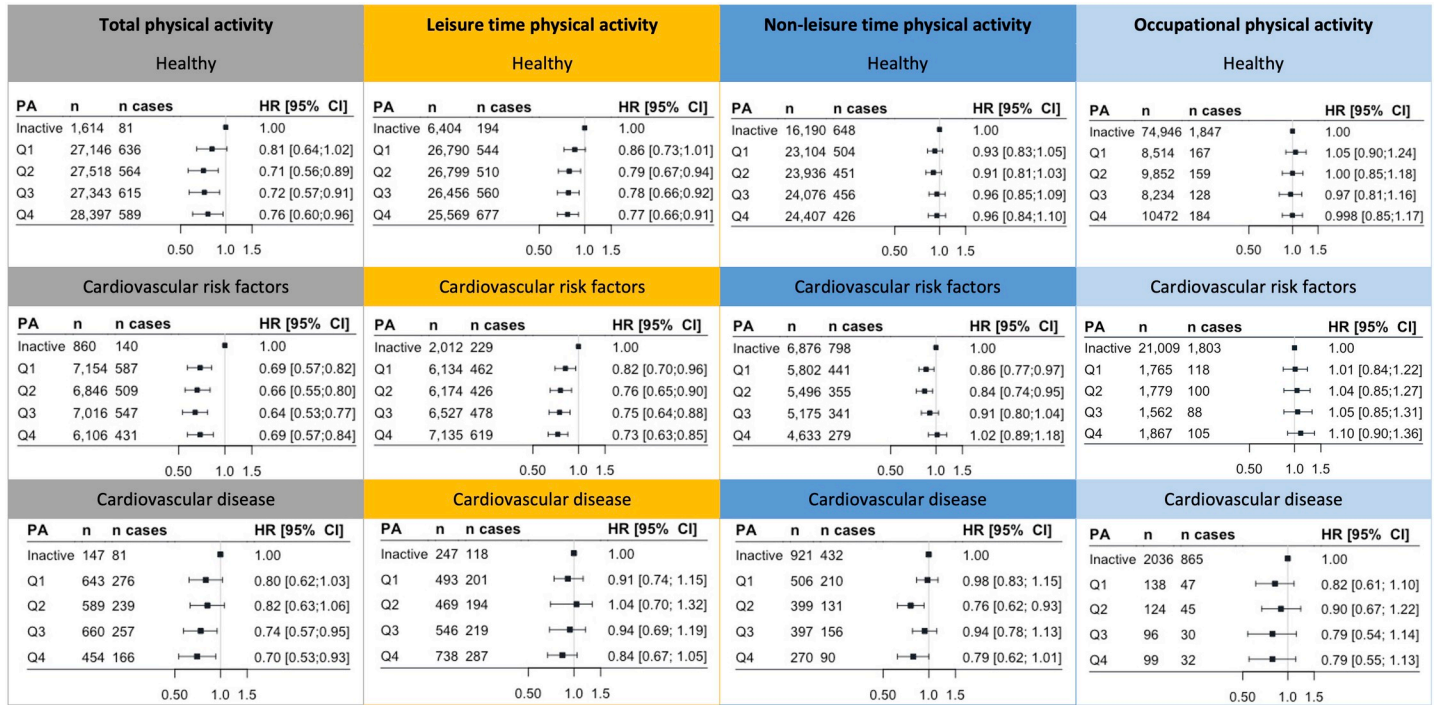 Total physical activity
Healthy
PA n n cases HR [95% CI]
Inactive 1,614 81 1.00
Q1 27,146 636 0.81 [0.64;1.02]
Q2 27,518 564 0.71 [0.56;0.89]
Q3 27,343 615 0.72 [0.57;0.91]
Q4 28,397 589 0.76 [0.60;0.96]
0.50 1.0 1.5
Leisure time physical activity
Healthy
PA n n cases HR [95% CI]
Inactive 6,404 194 1.00
Q1 26,790 544 0.86 [0.73;1.01]
Q2 26,799 510 0.79 [0.67;0.94]
Q3 26,456 560 0.78 [0.66;0.92]
Q4 25,569 677 0.77 [0.66;0.91]
0.50 1.0 1.5
Non-leisure time physical activity
Healthy
PA n n cases HR [95% CI]
Inactive 16,190 648 1.00
Q1 23,104 504 0.93 [0.83;1.05]
Q2 23,936 451 0.91 [0.81;1.03]
Q3 24,076 456 0.96 [0.85;1.09]
Q4 24,407 426 0.96 [0.84;1.10]
0.50 1.0 1.5
Occupational physical activity
Healthy
PA n n cases HR [95% CI]
Inactive 74,946 1,847 1.00
Q1 8,514 167 1.05 [0.90;1.24]
Q2 9,852 159 1.00 [0.85;1.18]
Q3 8,234 128 0.97 [0.81;1.16]
Q4 10472 184 0.998 [0.85;1.17]
0.50 1.0 1.5
Cardiovascular risk factors
PA n n cases HR [95% CI]
Inactive 860 140 1.00
Q1 7,154 587 0.69 [0.57;0.82]
Q2 6,846 509 0.66 [0.55;0.80]
Q3 7,016 547 0.64 [0.53;0.77]
Q4 6,106 431 0.69 [0.57;0.84]
0.50 1.0 1.5
Cardiovascular risk factors
PA n n cases HR [95% CI]
Inactive 2,012 229 1.00
Q1 6,134 462 0.82 [0.70;0.96]
Q2 6,174 426 0.76 [0.65;0.90]
Q3 6,527 478 0.75 [0.64;0.88]
Q4 7,135 619 0.73 [0.63;0.85]
0.50 1.0 1.5
Cardiovascular risk factors
PA n n cases HR [95% CI]
Inactive 6,876 798 1.00
Q1 5,802 441 0.86 [0.77;0.97]
Q2 5,496 355 0.84 [0.74;0.95]
Q3 5,175 341 0.91 [0.80;1.04]
Q4 4,633 279 1.02 [0.89;1.18]
0.50 1.0 1.5
Cardiovascular risk factors
PA n n cases HR [95% CI]
Inactive 21,009 1,803 1.00
Q1 1,765 118 1.01 [0.84;1.22]
Q2 1,779 100 1.04 [0.85;1.27]
Q3 1,562 88 1.05 [0.85;1.31]
Q4 1,867 105 1.10 [0.90;1.36]
0.50 1.0 1.5
Cardiovascular disease
PA n n cases HR [95% CI]
Inactive 147 81 1.00
Q1 643 276 0.80 [0.62;1.03]
Q2 589 239 0.82 [0.63;1.06]
Q3 660 257 0.74 [0.57;0.95]
Q4 454 166 0.70 [0.53;0.93]
0.50 1.0 1.5
Cardiovascular disease
PA n n cases HR [95% CI]
Inactive 247 118 1.00
Q1 493 201 0.91 [0.74; 1.15]
Q2 469 194 1.04 [0.70; 1.32]
Q3 546 219 0.94 [0.69; 1.19]
Q4 738 287 0.84 [0.67; 1.05]
0.50 1.0 1.5
Cardiovascular disease
PA n n cases HR [95% CI]
Inactive 921 432 1.00
Q1 506 210 0.98 [0.83; 1.15]
Q2 399 131 0.76 [0.62; 0.93]
Q3 397 156 0.94 [0.78; 1.13]
Q4 270 90 0.79 [0.62; 1.01]
0.50 1.0 1.5
Cardiovascular disease
PA n n cases HR [95% CI]
Inactive 2036 865 1.00
Q1 138 47 0.82 [0.61; 1.10]
Q2 124 45 0.90 [0.67; 1.22]
Q3 96 30 0.79 [0.54; 1.14]
Q4 99 32 0.79 [0.55; 1.13]
0.50 1.0 1.5